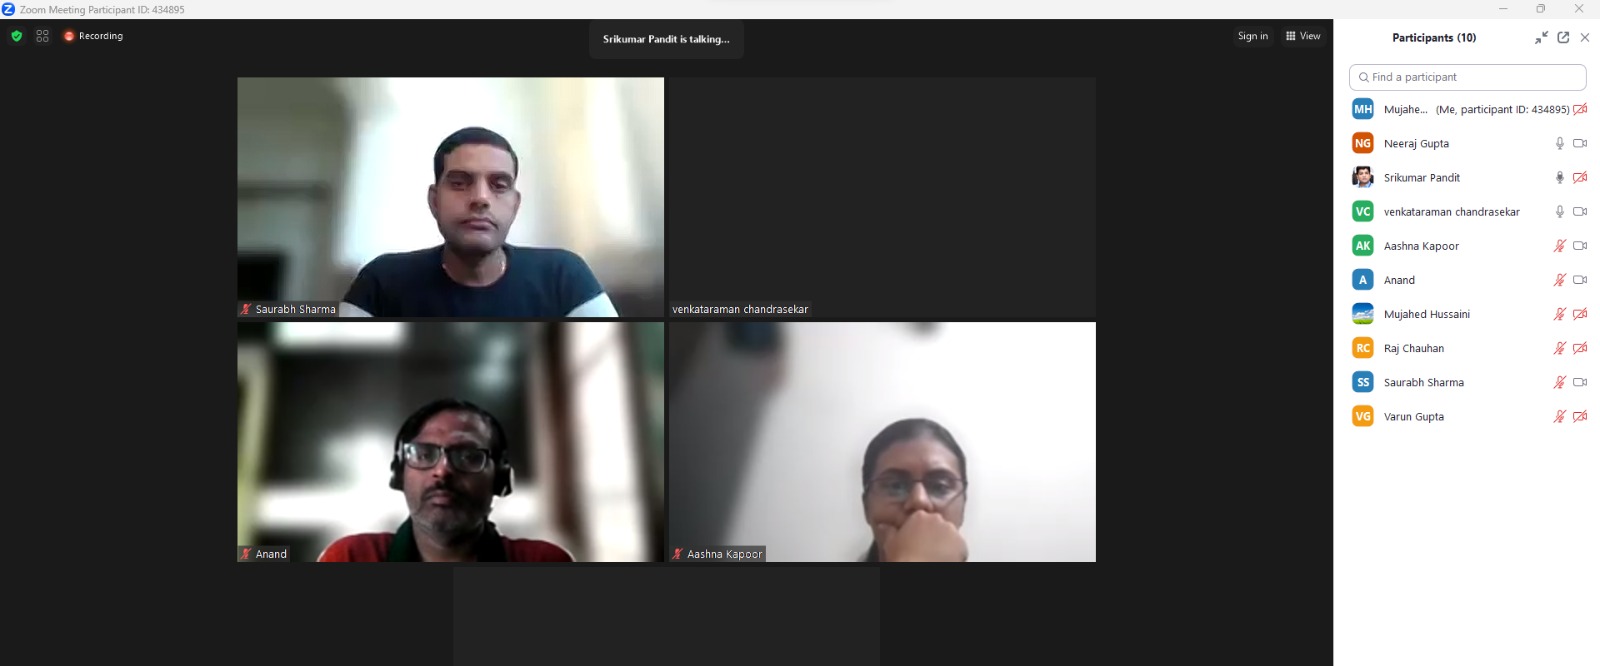 Zoom Meeting Participant ID: 434895
Recording
Srikumar Pandit is talking...
Sign in
View
Saurabh Sharma
venkataraman chandrasekar
Anand
Aashna Kapoor
Participants (10)
Find a participant
MH Mujahe... (Me, participant ID: 434895)
NG Neeraj Gupta
Srikumar Pandit
VC venkataraman chandrasekar
AK Aashna Kapoor
A Anand
Mujahed Hussaini
RC Raj Chauhan
SS Saurabh Sharma
VG Varun Gupta